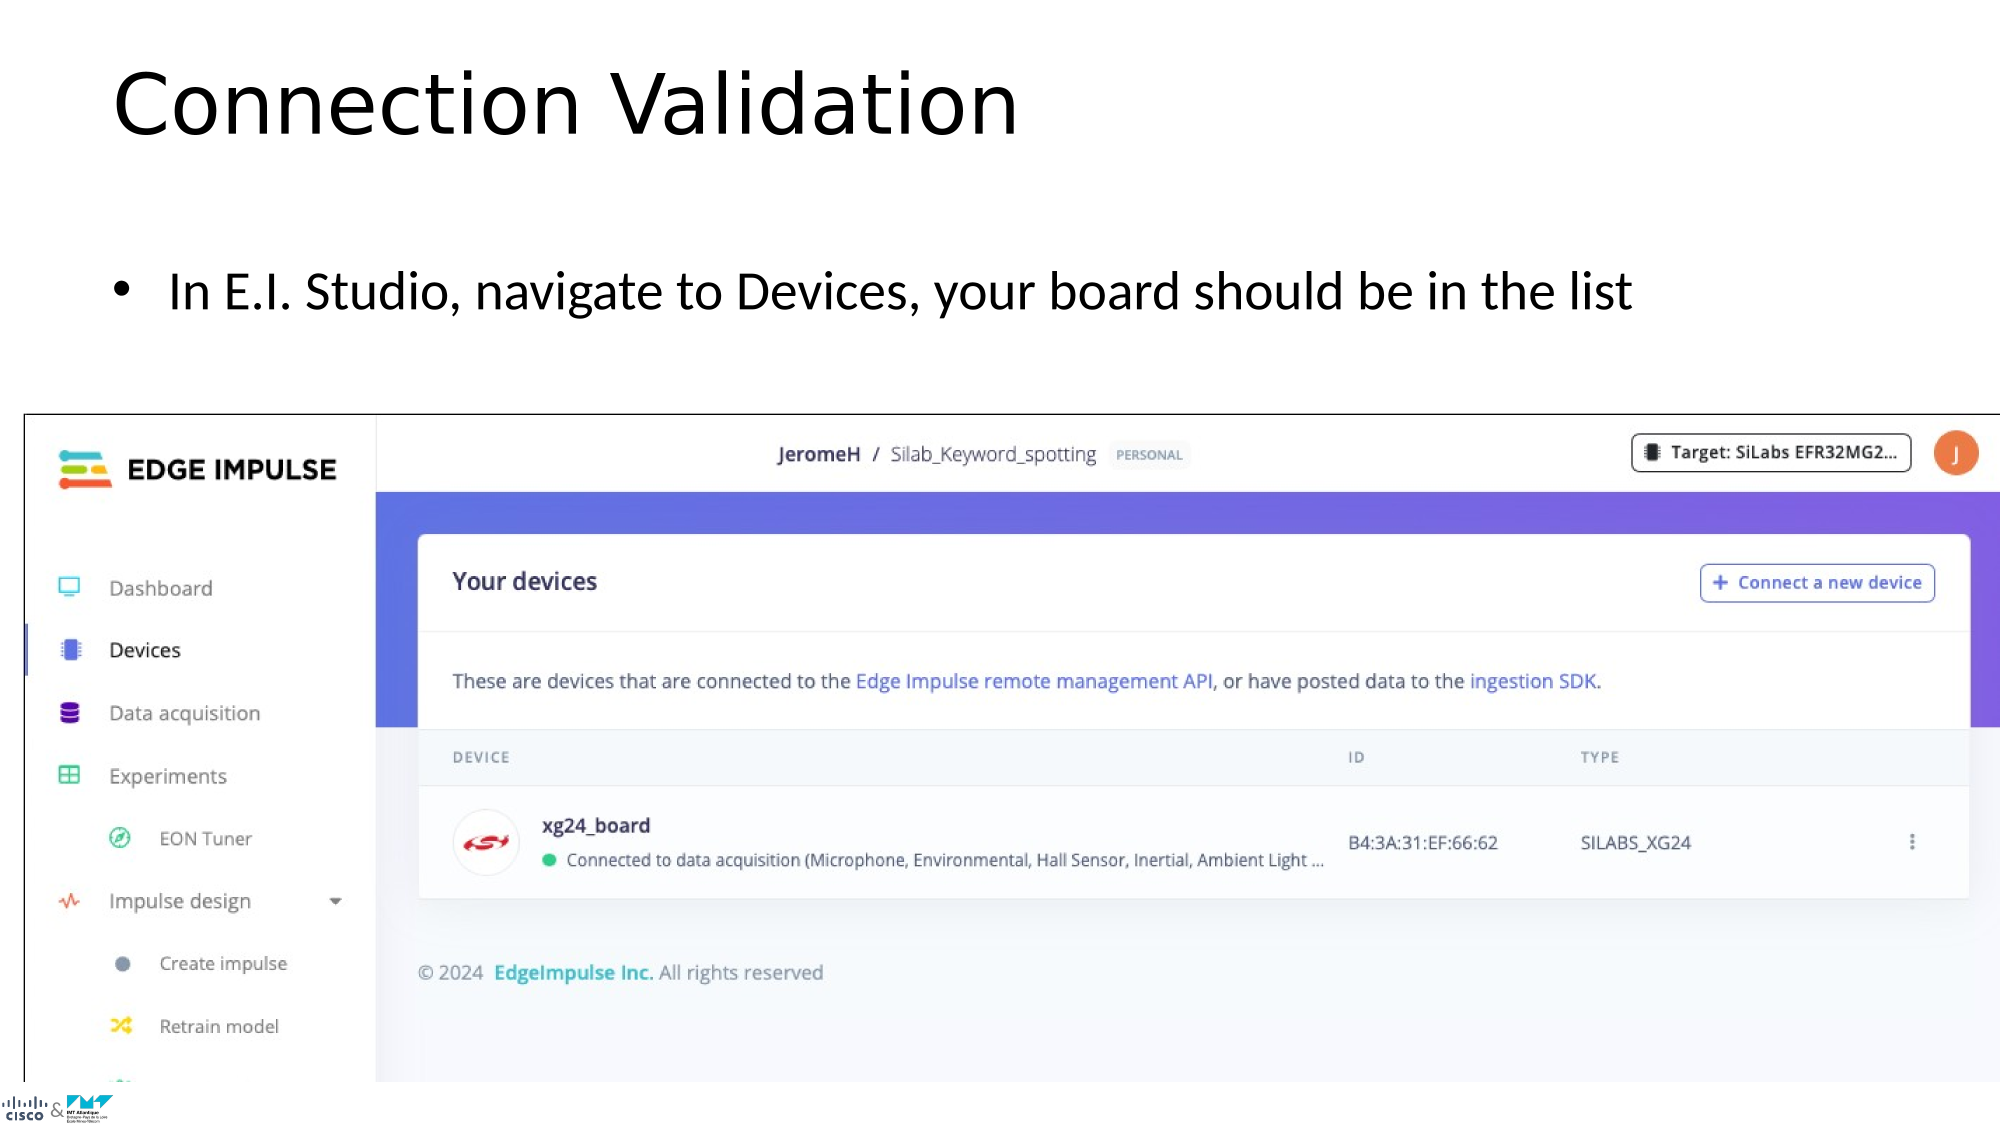 Connection Validation
• In E.I. Studio, navigate to Devices, your board should be in the list
EDGE IMPULSE
JeromeH / Silab_Keyword_spotting PERSONAL
Target: SiLabs EFR32MG2...
J
Dashboard
Devices
Data acquisition
Experiments
EON Tuner
Impulse design
Create impulse
Retrain model
Your devices
+ Connect a new device
These are devices that are connected to the Edge Impulse remote management API, or have posted data to the ingestion SDK.
DEVICE ID TYPE
xg24_board
Connected to data acquisition (Microphone, Environmental, Hall Sensor, Inertial, Ambient Light ...
B4:3A:31:EF:66:62 SILABS_XG24
© 2024 EdgeImpulse Inc. All rights reserved
CISCO &
IMT Atlantique